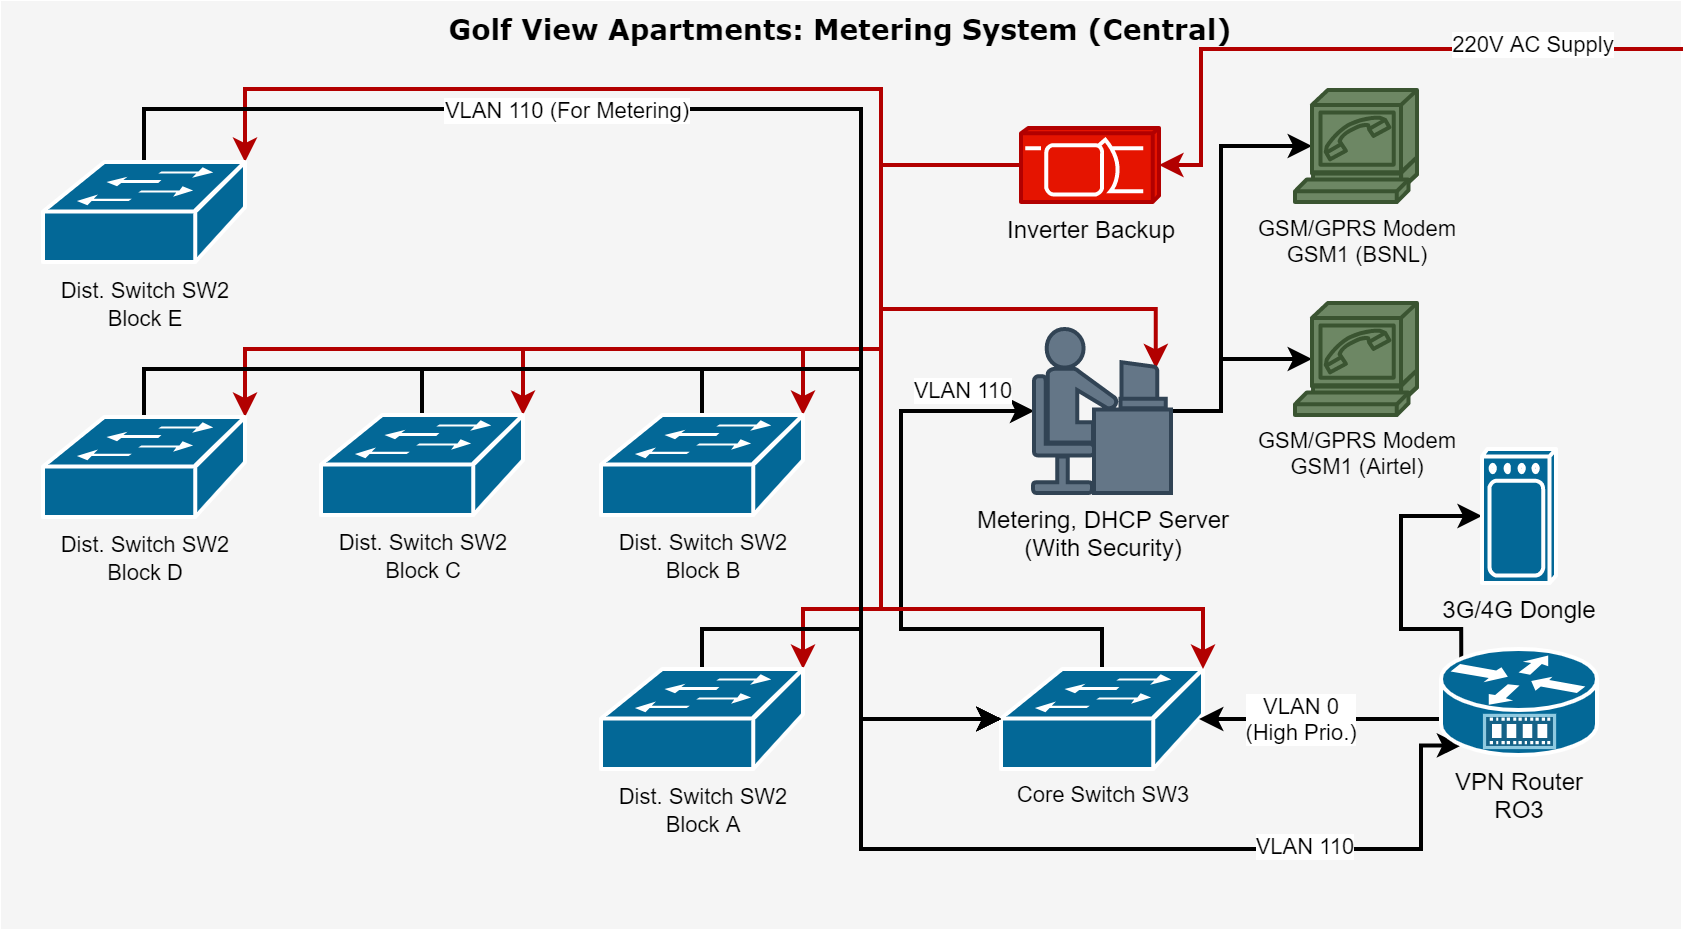 Golf View Apartments: Metering System (Central)
220V AC Supply
VLAN 110 (For Metering)
Inverter Backup
GSM/GPRS Modem
GSM1 (BSNL)
Dist. Switch SW2
Block E
VLAN 110
GSM/GPRS Modem
GSM1 (Airtel)
Metering, DHCP Server
(With Security)
Dist. Switch SW2
Block D
Dist. Switch SW2
Block C
Dist. Switch SW2
Block B
3G/4G Dongle
VLAN 0
(High Prio.)
Dist. Switch SW2
Block A
Core Switch SW3
VPN Router
RO3
VLAN 110